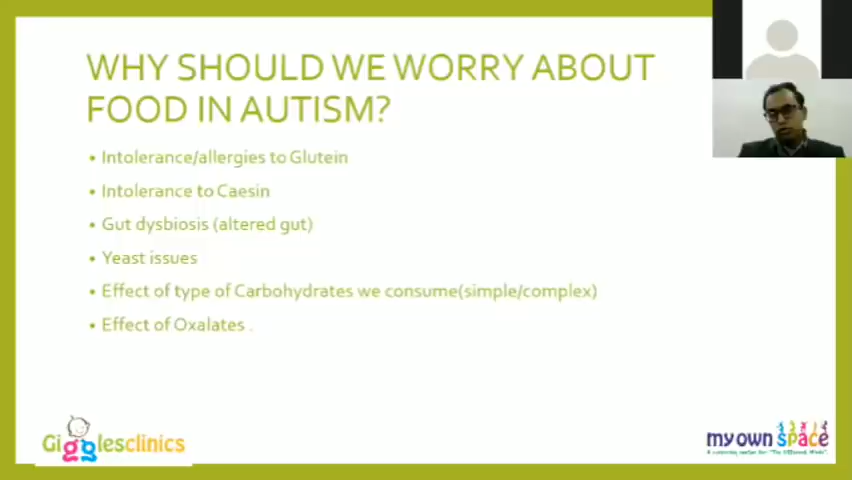 WHY SHOULD WE WORRY ABOUT
FOOD IN AUTISM?
• Intolerance/allergies to Glutein
• Intolerance to Caesin
• Gut dysbiosis (altered gut)
• Yeast issues
• Effect of type of Carbohydrates we consume(simple/complex)
• Effect of Oxalates .
Gigglesclinics
my own space